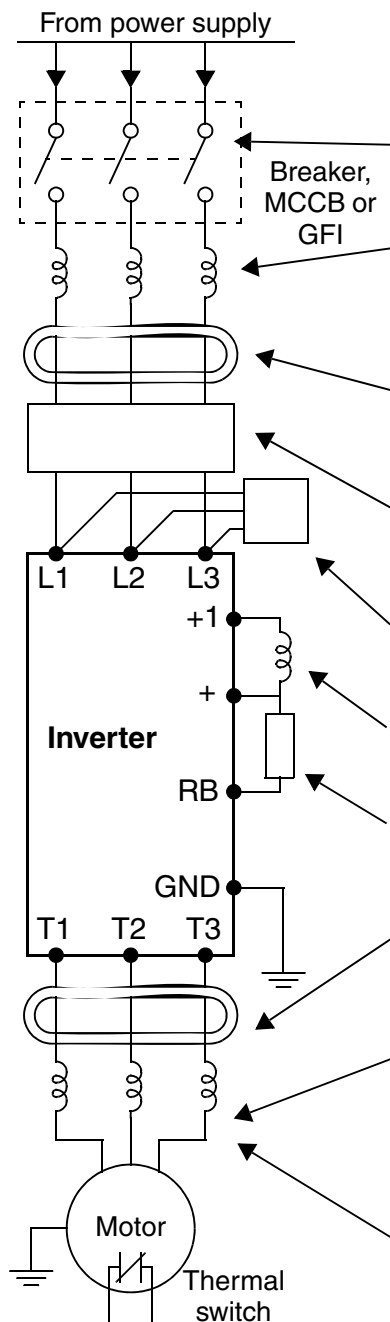 From power supply
Breaker,
MCCB or
GFI
L1 L2 L3
+1
+
Inverter
RB
GND
T1 T2 T3
Motor
Thermal
switch